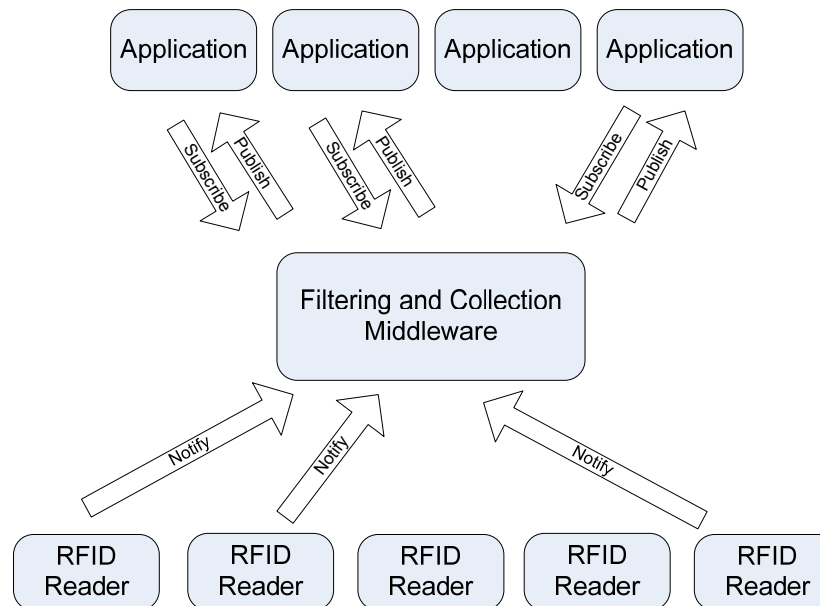 Application
Application
Application
Application
Subscribe
Publish
Subscribe
Publish
Subscribe
Publish
Filtering and Collection
Middleware
Notify
Notify
Notify
RFID
Reader
RFID
Reader
RFID
Reader
RFID
Reader
RFID
Reader